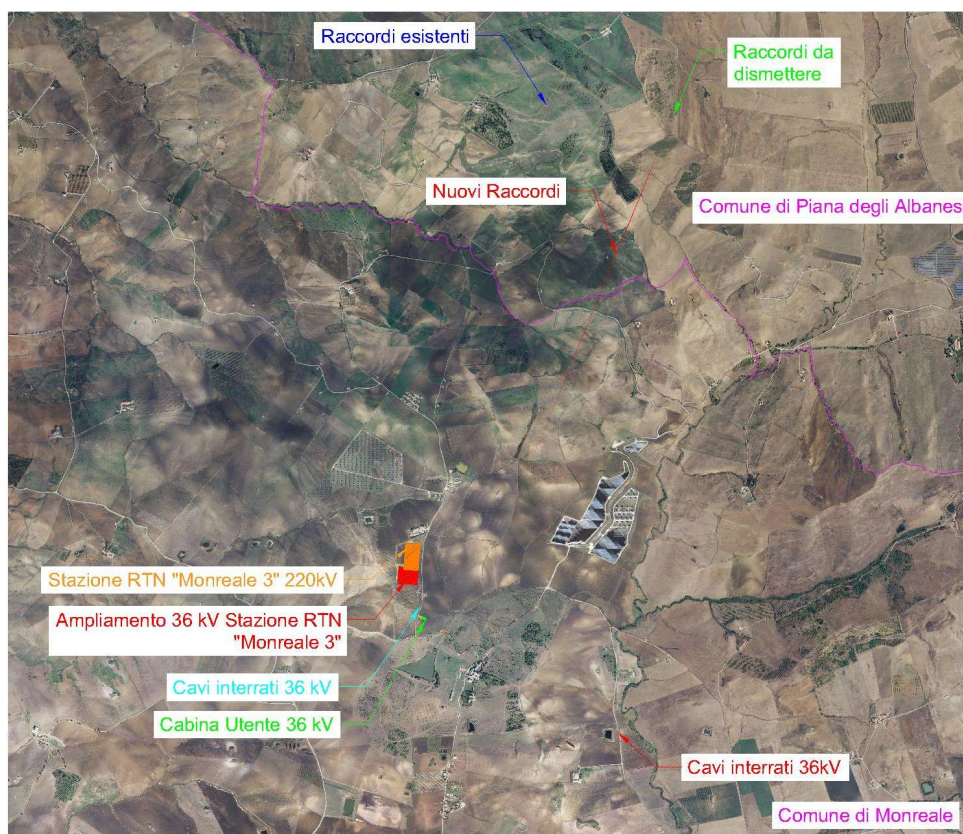 Raccordi esistenti
Raccordi da
dismettere
Nuovi Raccordi
Comune di Piana degli Albanes
Stazione RTN "Monreale 3" 220kV
Ampliamento 36 kV Stazione RTN
"Monreale 3"
Cavi interrati 36 kV
Cabina Utente 36 kV
Cavi interrati 36kV
Comune di Monreale